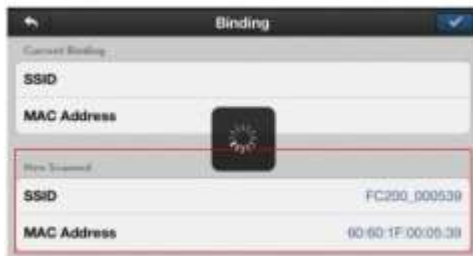 Binding
Current Binding
SSID
MAC Address
New Scanned
SSID FC200_000539
MAC Address 60:60:1F:00:05:39